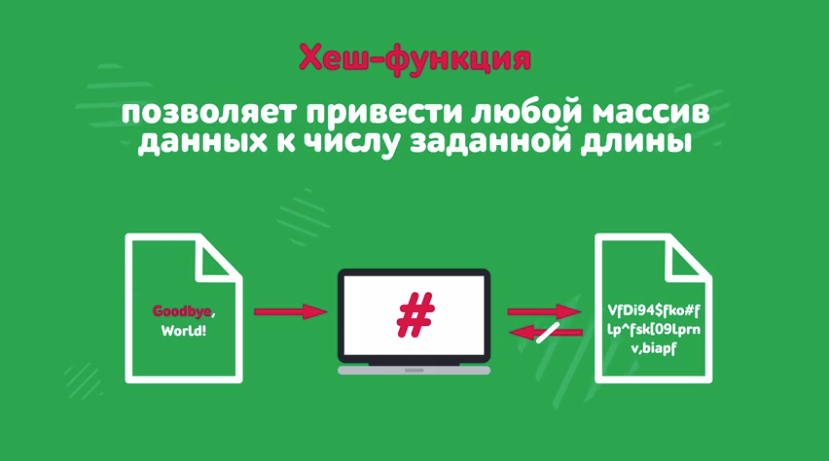 Хеш-функция
позволяет привести любой массив
данных к числу заданной длины
Goodbye,
World!
#
VfDi94$fko#f
lp^fsk[09lprn
v,biapf